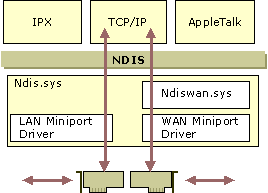 IPX
TCP/IP
AppleTalk
NDIS
Ndis.sys
Ndiswan.sys
LAN Miniport
Driver
WAN Miniport
Driver